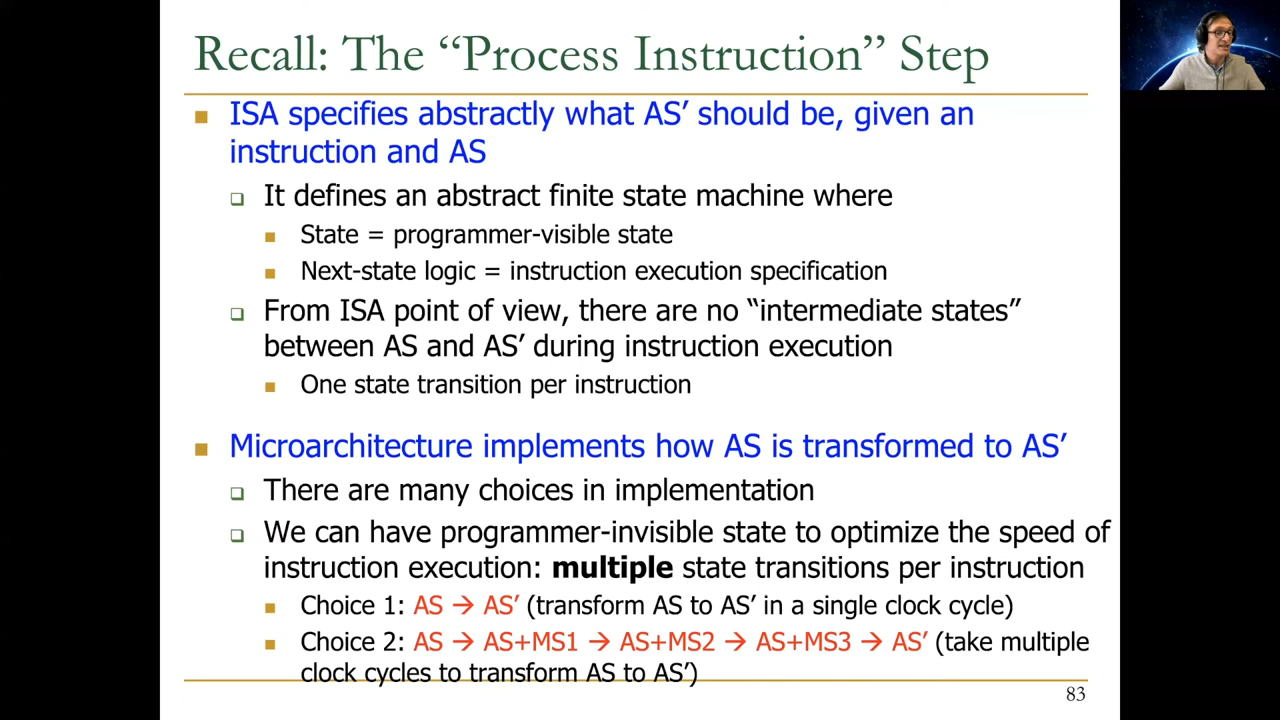 Recall: The “Process Instruction” Step
ISA specifies abstractly what AS’ should be, given an
instruction and AS
It defines an abstract finite state machine where
State = programmer-visible state
Next-state logic = instruction execution specification
From ISA point of view, there are no “intermediate states”
between AS and AS’ during instruction execution
One state transition per instruction
Microarchitecture implements how AS is transformed to AS’
There are many choices in implementation
We can have programmer-invisible state to optimize the speed of
instruction execution: multiple state transitions per instruction
Choice 1: AS → AS’ (transform AS to AS’ in a single clock cycle)
Choice 2: AS → AS+MS1 → AS+MS2 → AS+MS3 → AS’ (take multiple
clock cycles to transform AS to AS’)
83